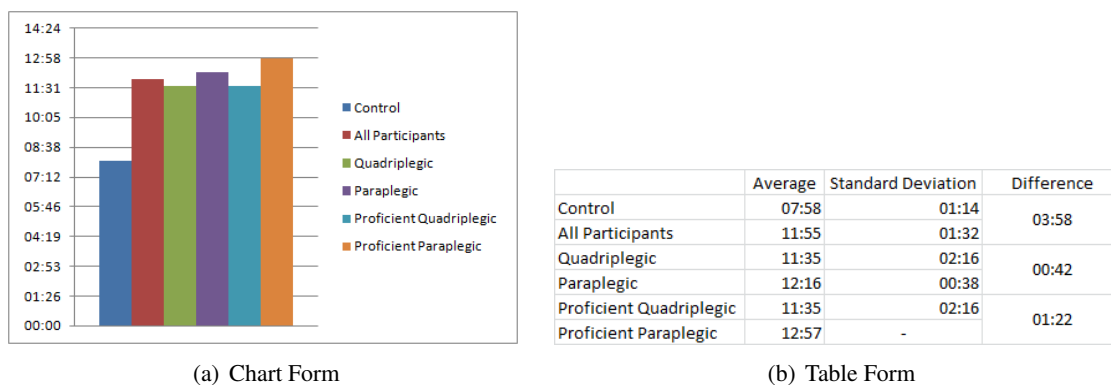 14:24
12:58
11:31
10:05
08:38
07:12
05:46
04:19
02:53
01:26
00:00
Control
All Participants
Quadriplegic
Paraplegic
Proficient Quadriplegic
Proficient Paraplegic
(a) Chart Form
Average Standard Deviation Difference
Control 07:58 01:14 03:58
All Participants 11:55 01:32
Quadriplegic 11:35 02:16 00:42
Paraplegic 12:16 00:38
Proficient Quadriplegic 11:35 02:16 01:22
Proficient Paraplegic 12:57 -
(b) Table Form